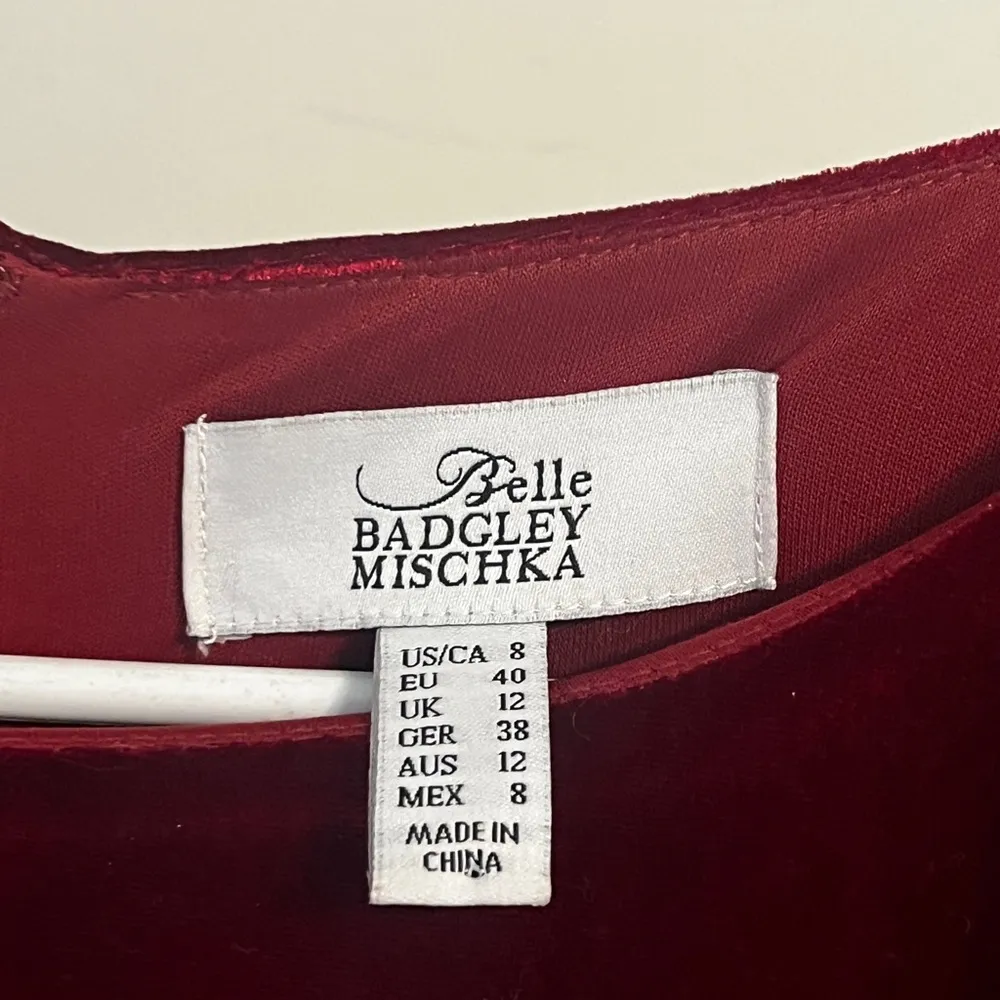 Belle
BADGLEY
MISCHKA
US/CA 8
EU 40
UK 12
GER 38
AUS 12
MEX 8
MADE IN
CHINA